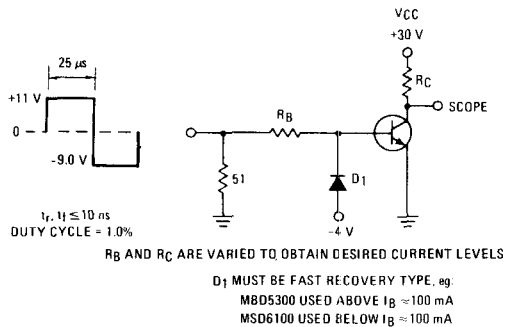 VCC
+30 V
25 μs
RC
+11 V
SCOPE
RB
0
-9.0 V
51
D1
-4 V
tr, tf ≤ 10 ns
DUTY CYCLE = 1.0%
RB AND RC ARE VARIED TO OBTAIN DESIRED CURRENT LEVELS
D1 MUST BE FAST RECOVERY TYPE, eg:
MBD5300 USED ABOVE IB ≈ 100 mA
MSD6100 USED BELOW IB ≈ 100 mA